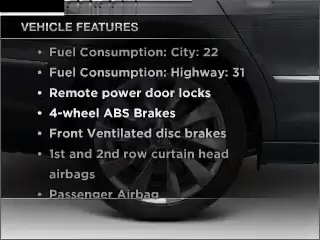 VEHICLE FEATURES
• Fuel Consumption: City: 22
• Fuel Consumption: Highway: 31
• Remote power door locks
• 4-wheel ABS Brakes
• Front Ventilated disc brakes
• 1st and 2nd row curtain head
airbags
• Passenger Airbag